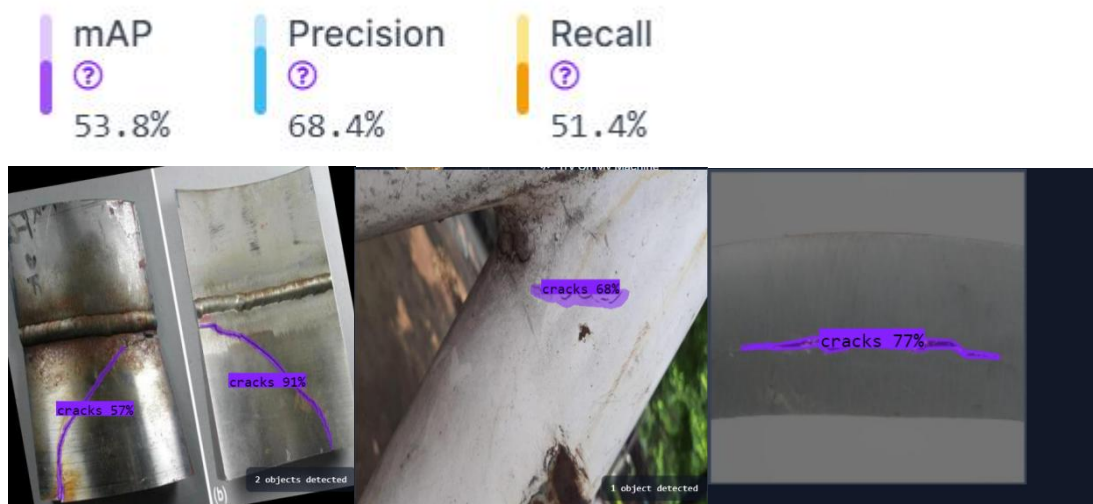 mAP
Precision
Recall
?
?
?
53.8%
68.4%
51.4%
cracks 57%
cracks 91%
(b)
2 objects detected
cracks 68%
1 object detected
cracks 77%